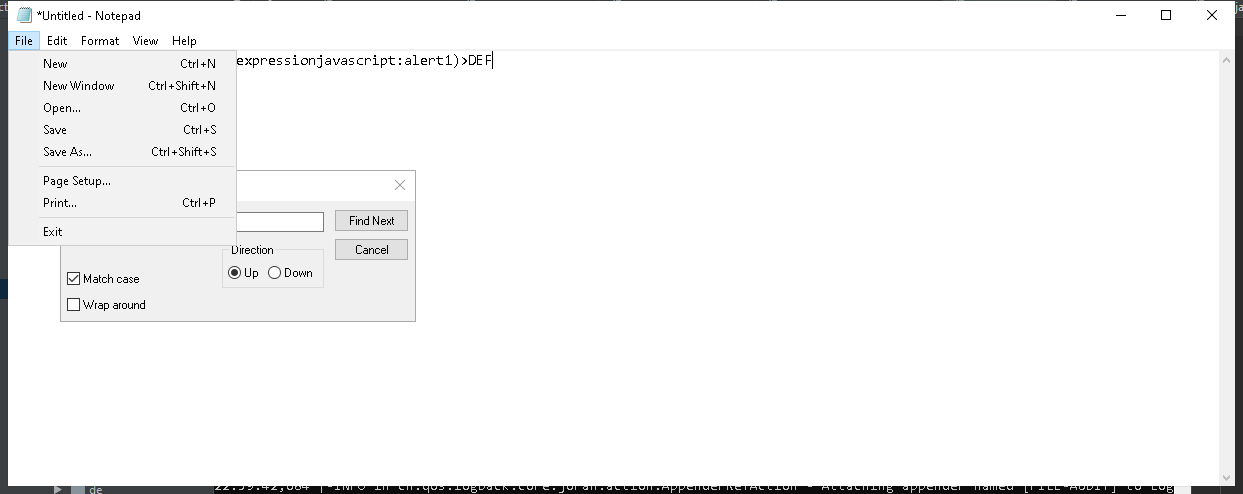 *Untitled - Notepad
File Edit Format View Help
expressionjavascript:alert1)>DEF
New Ctrl+N
New Window Ctrl+Shift+N
Open... Ctrl+O
Save Ctrl+S
Save As... Ctrl+Shift+S
Page Setup...
Print... Ctrl+P
Exit
Find Next
Cancel
Direction
Up Down
Match case
Wrap around
de
22:39:42,684 |-INFO in ch.qos.logback.core.joran.action.AppenderRefAction - Attaching appender named [FILE-AUDIT] to Log